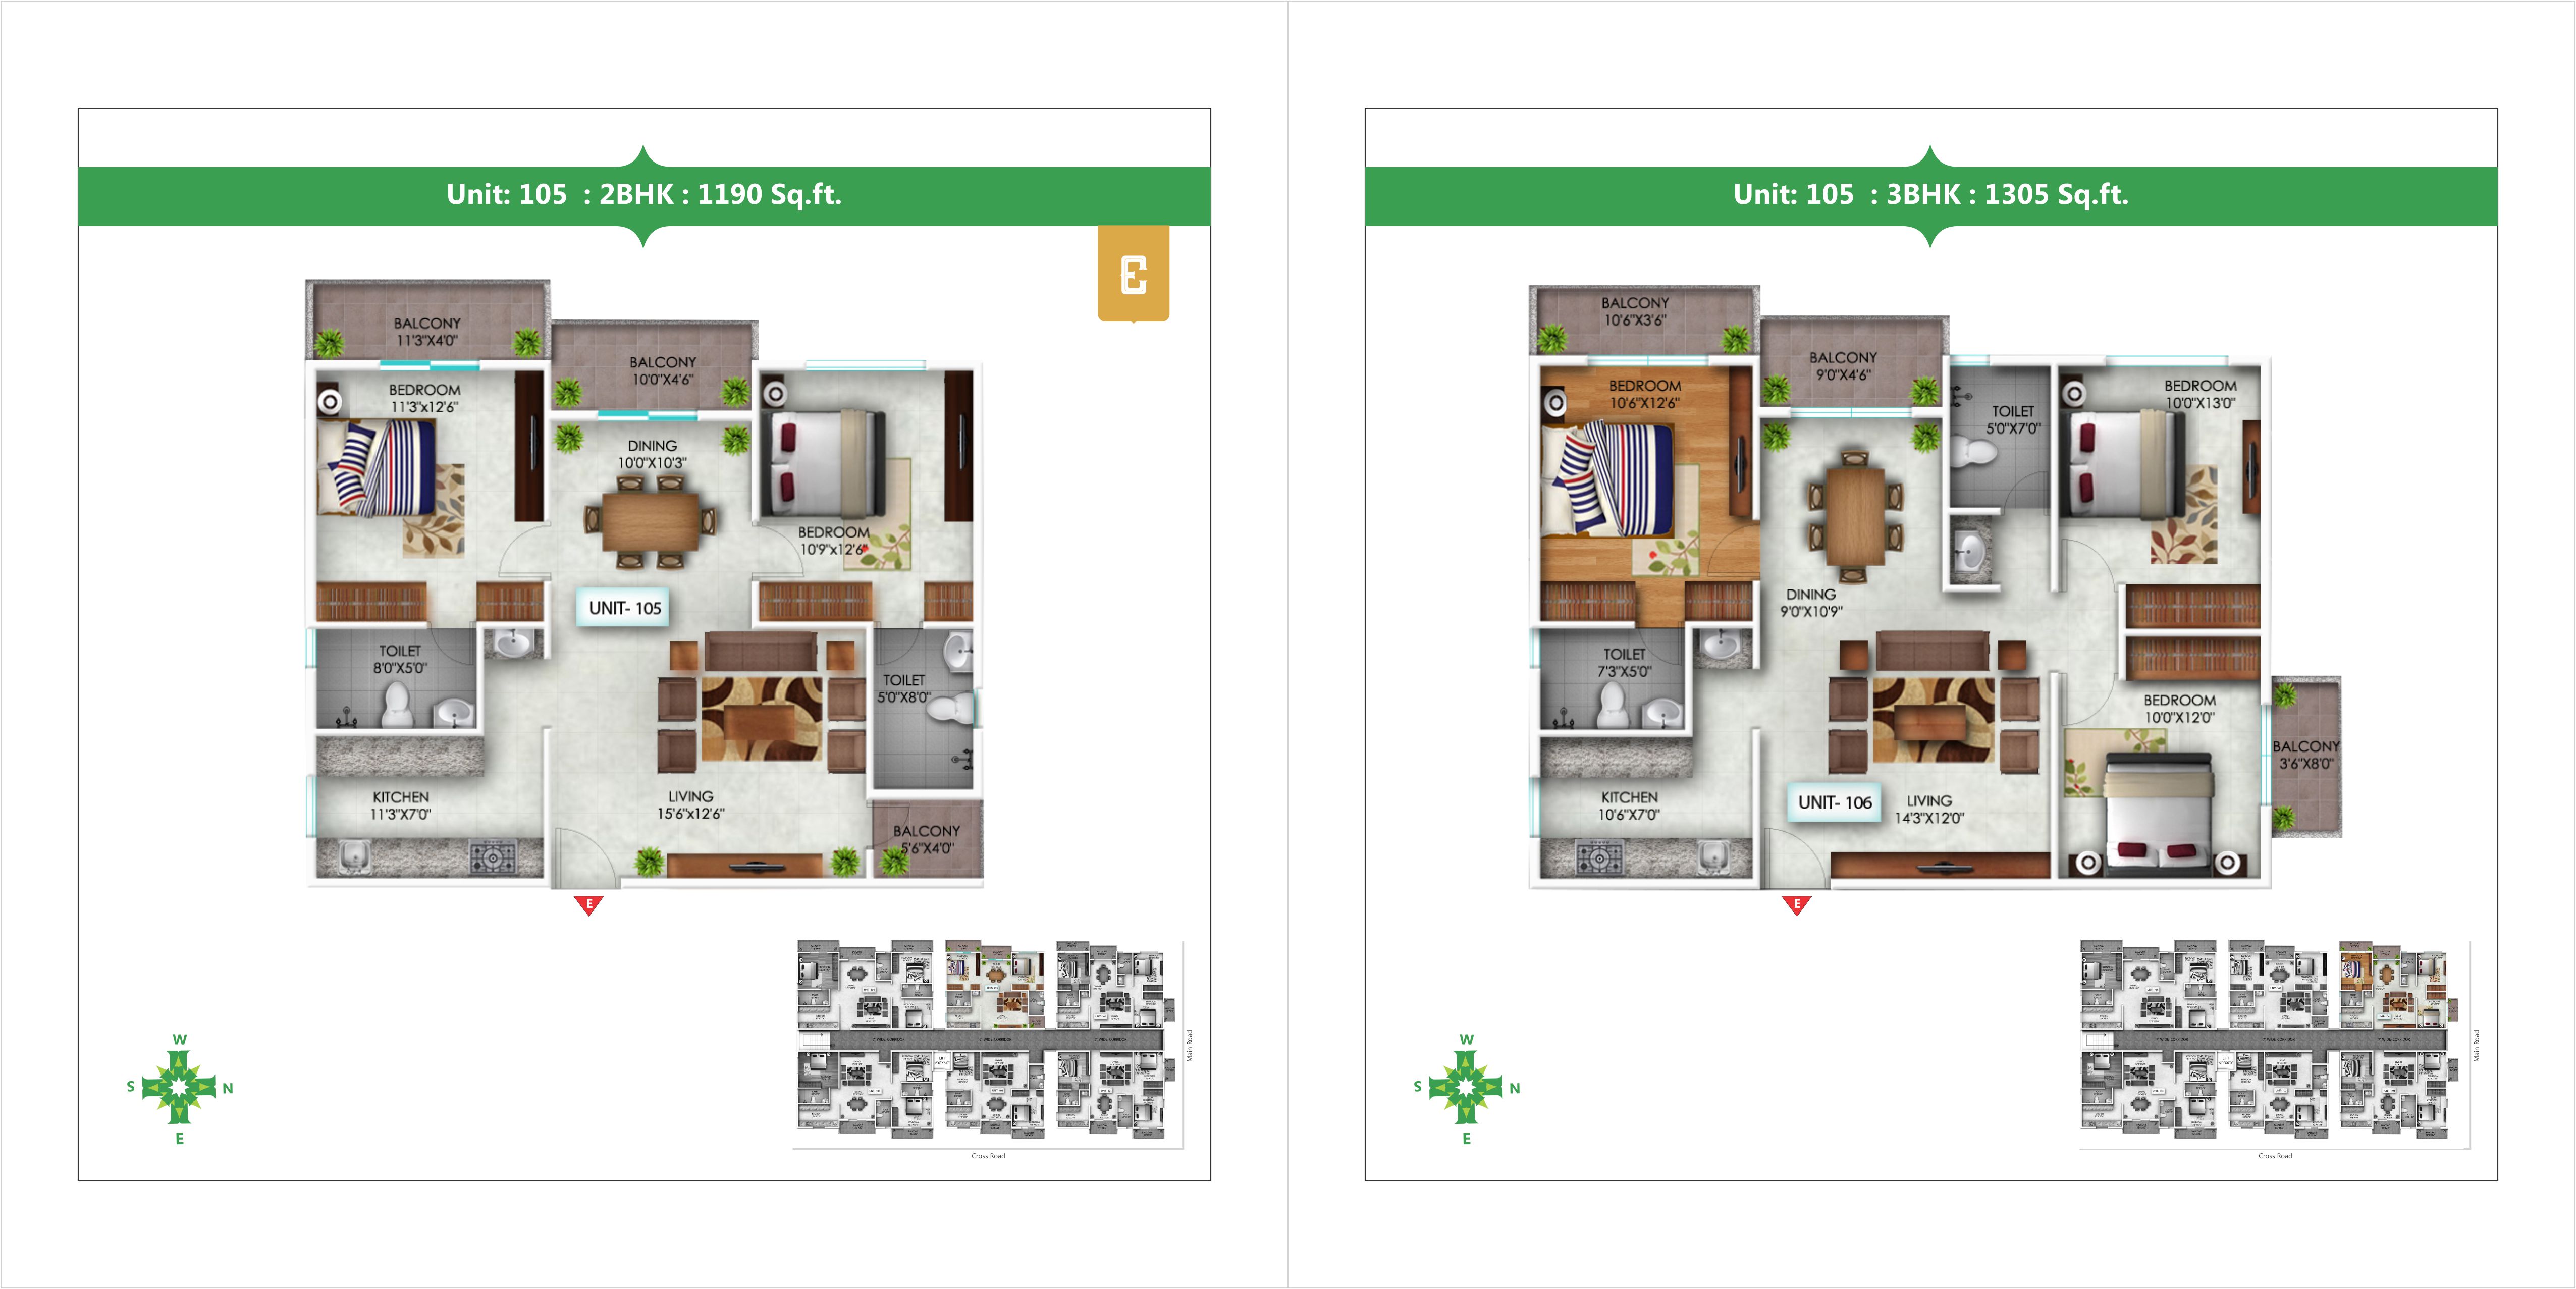 Unit: 105 : 2BHK : 1190 Sq.ft.
E
BALCONY
11'3"X4'0"
BALCONY
10'0"X4'6"
BEDROOM
11'3"x12'6"
DINING
10'0"X10'3"
BEDROOM
10'9"x12'6"
UNIT- 105
TOILET
8'0"X5'0"
TOILET
5'0"X8'0"
KITCHEN
11'3"X7'0"
LIVING
15'6"x12'6"
BALCONY
5'6"X4'0"
E
W
S
N
E
Main Road
Cross Road
Unit: 105 : 3BHK : 1305 Sq.ft.
BALCONY
10'6"X3'6"
BALCONY
9'0"X4'6"
BEDROOM
10'6"X12'6"
TOILET
5'0"X7'0"
BEDROOM
10'0"X13'0"
DINING
9'0"X10'9"
TOILET
7'3"X5'0"
BEDROOM
10'0"X12'0"
BALCONY
3'6"X8'0"
KITCHEN
10'6"X7'0"
UNIT- 106
LIVING
14'3"X12'0"
E
W
S
N
E
Main Road
Cross Road